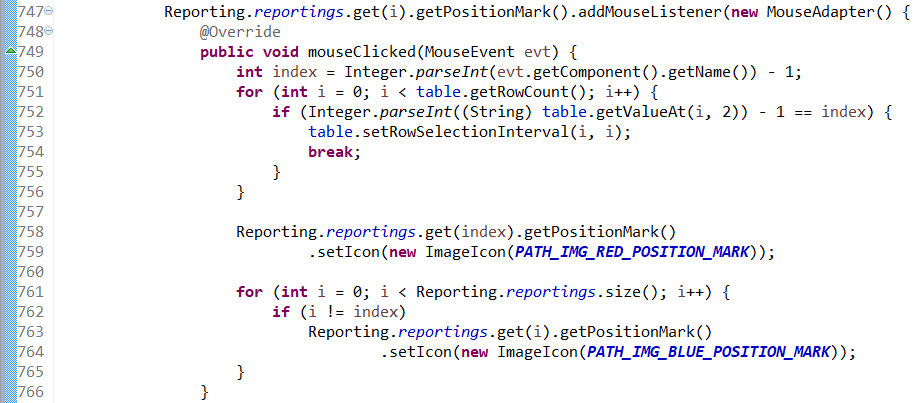 747 Reporting.reportings.get(i).getPositionMark().addMouseListener(new MouseAdapter() {
748 @Override
749 public void mouseClicked(MouseEvent evt) {
750 int index = Integer.parseInt(evt.getComponent().getName()) - 1;
751 for (int i = 0; i < table.getRowCount(); i++) {
752 if (Integer.parseInt((String) table.getValueAt(i, 2)) - 1 == index) {
753 table.setRowSelectionInterval(i, i);
754 break;
755 }
756 }
757
758 Reporting.reportings.get(index).getPositionMark()
759 .setIcon(new ImageIcon(PATH_IMG_RED_POSITION_MARK));
760
761 for (int i = 0; i < Reporting.reportings.size(); i++) {
762 if (i != index)
763 Reporting.reportings.get(i).getPositionMark()
764 .setIcon(new ImageIcon(PATH_IMG_BLUE_POSITION_MARK));
765 }
766 }